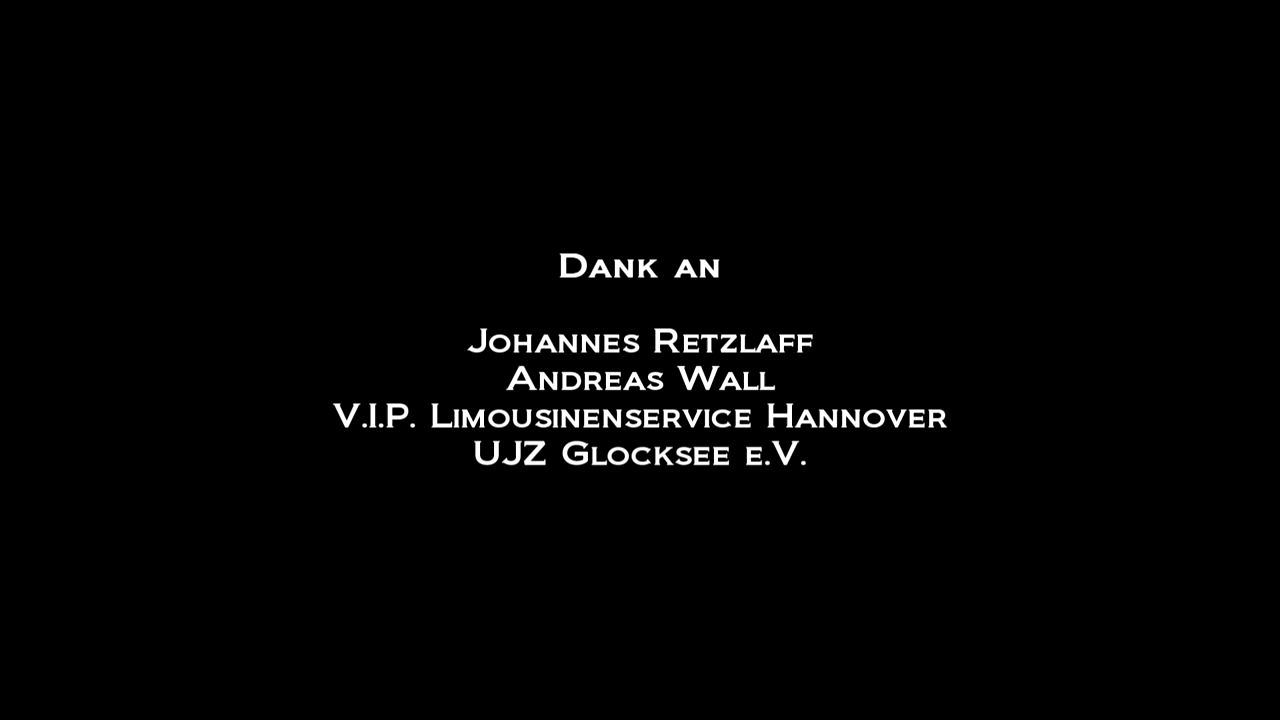 Dank an
Johannes Retzlaff
Andreas Wall
V.I.P. Limousinenservice Hannover
UJZ Glocksee e.V.